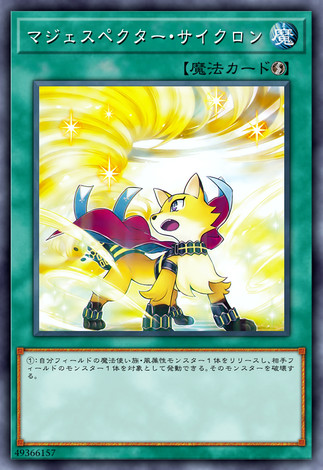 マジェスペクター・サイクロン
魔
【魔法カード】
①:自分フィールドの魔法使い族・風属性モンスター１体をリリースし、相手フ
ィールドのモンスター１体を対象として発動できる。そのモンスターを破壊す
る。
49366157